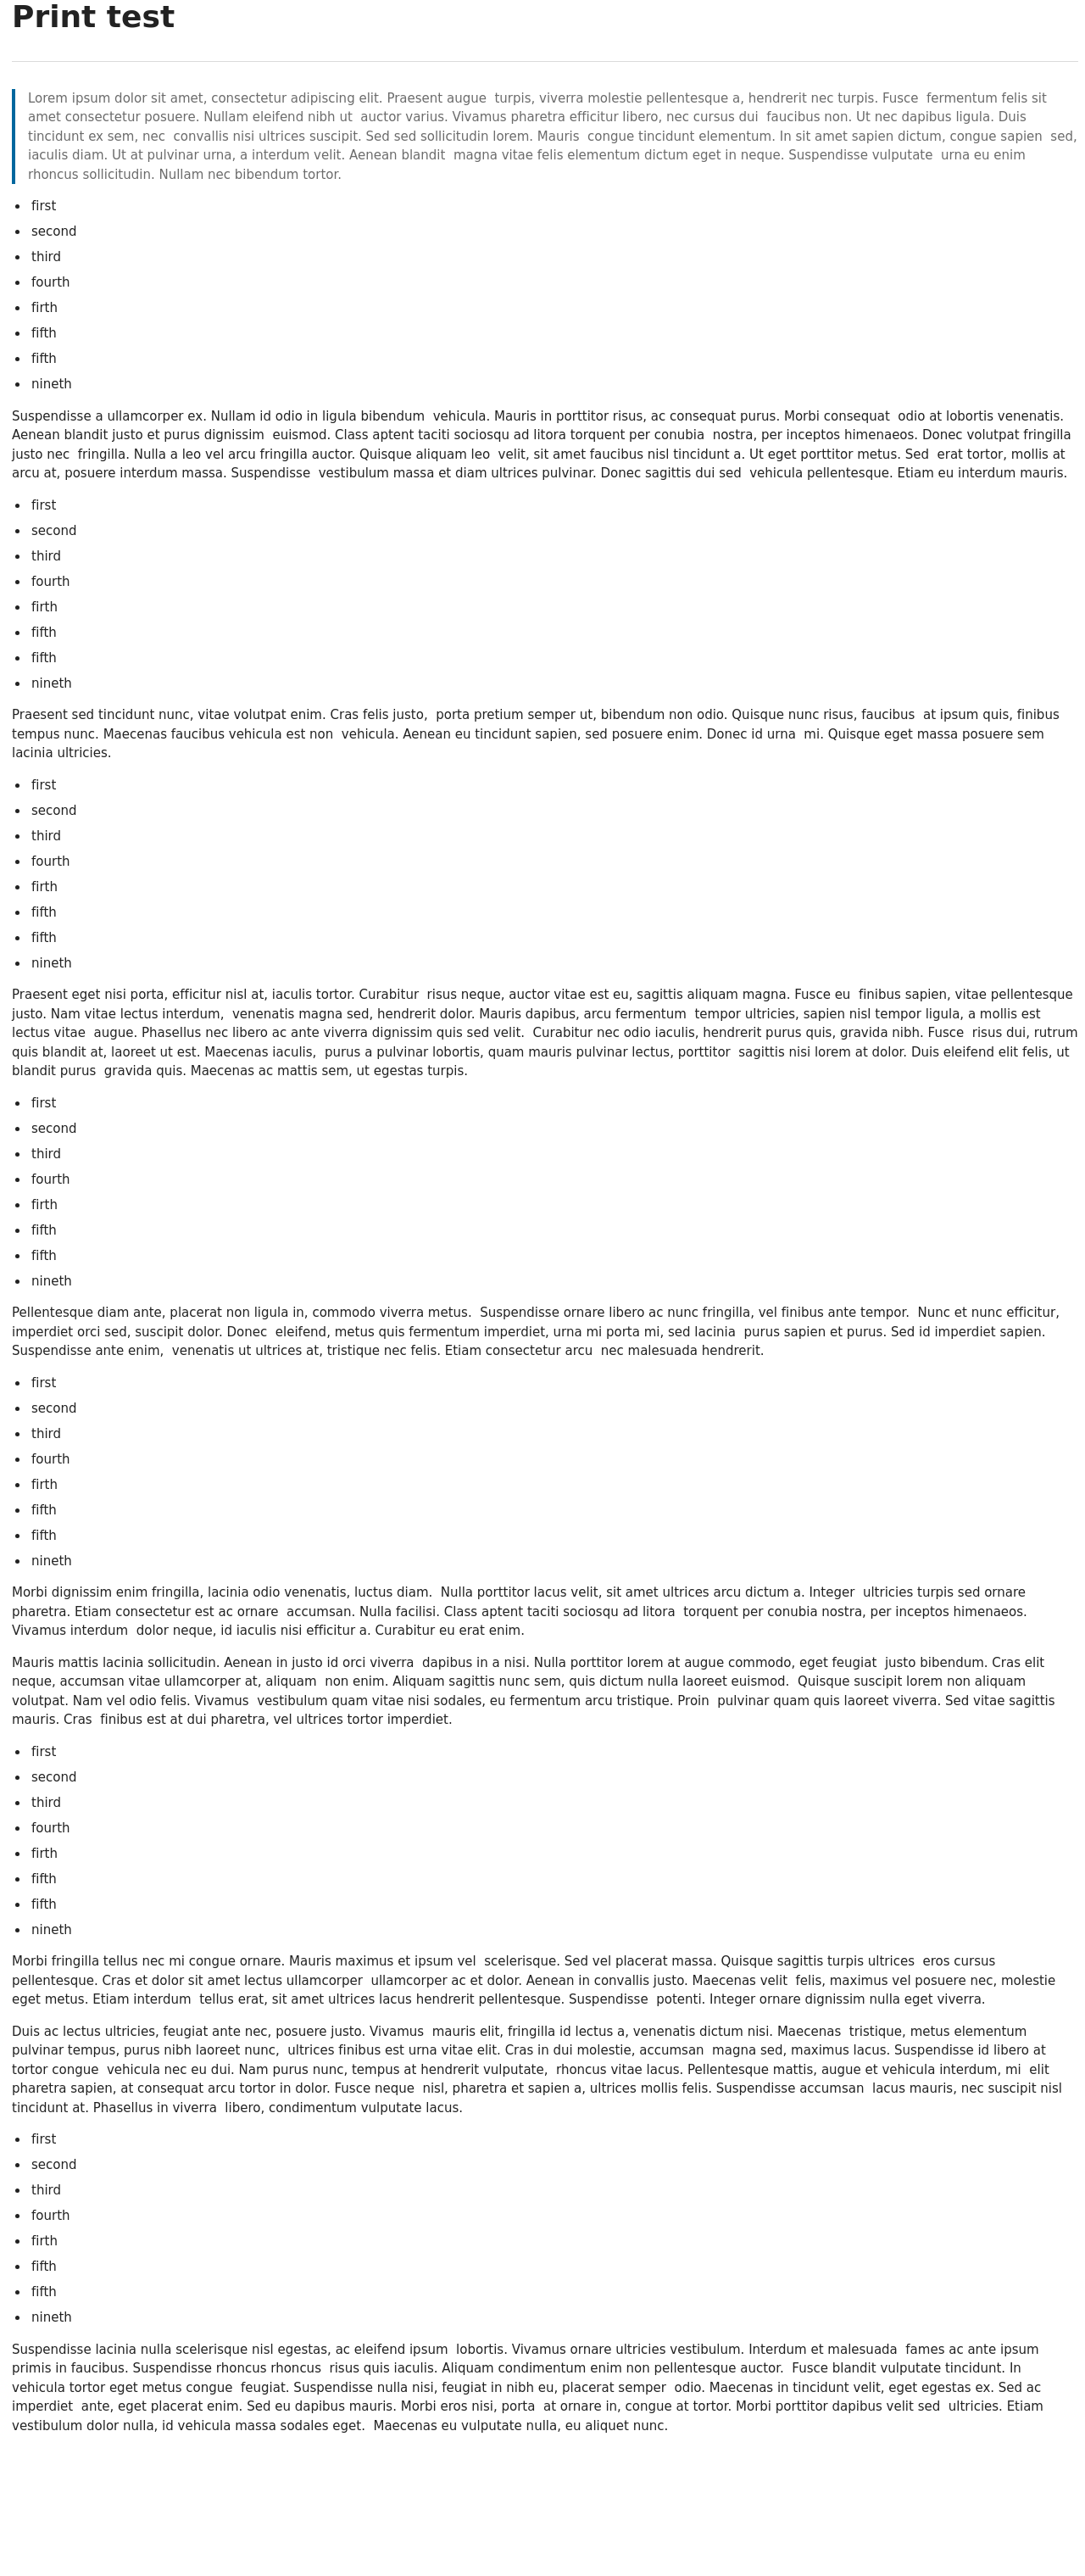 Print test
Lorem ipsum dolor sit amet, consectetur adipiscing elit. Praesent augue  turpis, viverra molestie pellentesque a, hendrerit nec turpis. Fusce  fermentum felis sit
amet consectetur posuere. Nullam eleifend nibh ut  auctor varius. Vivamus pharetra efficitur libero, nec cursus dui  faucibus non. Ut nec dapibus ligula. Duis
tincidunt ex sem, nec  convallis nisi ultrices suscipit. Sed sed sollicitudin lorem. Mauris  congue tincidunt elementum. In sit amet sapien dictum, congue sapien  sed,
iaculis diam. Ut at pulvinar urna, a interdum velit. Aenean blandit  magna vitae felis elementum dictum eget in neque. Suspendisse vulputate  urna eu enim
rhoncus sollicitudin. Nullam nec bibendum tortor.
first
second
third
fourth
firth
fifth
fifth
nineth
Suspendisse a ullamcorper ex. Nullam id odio in ligula bibendum  vehicula. Mauris in porttitor risus, ac consequat purus. Morbi consequat  odio at lobortis venenatis.
Aenean blandit justo et purus dignissim  euismod. Class aptent taciti sociosqu ad litora torquent per conubia  nostra, per inceptos himenaeos. Donec volutpat fringilla
justo nec  fringilla. Nulla a leo vel arcu fringilla auctor. Quisque aliquam leo  velit, sit amet faucibus nisl tincidunt a. Ut eget porttitor metus. Sed  erat tortor, mollis at
arcu at, posuere interdum massa. Suspendisse  vestibulum massa et diam ultrices pulvinar. Donec sagittis dui sed  vehicula pellentesque. Etiam eu interdum mauris.
first
second
third
fourth
firth
fifth
fifth
nineth
Praesent sed tincidunt nunc, vitae volutpat enim. Cras felis justo,  porta pretium semper ut, bibendum non odio. Quisque nunc risus, faucibus  at ipsum quis, finibus
tempus nunc. Maecenas faucibus vehicula est non  vehicula. Aenean eu tincidunt sapien, sed posuere enim. Donec id urna  mi. Quisque eget massa posuere sem
lacinia ultricies.
first
second
third
fourth
firth
fifth
fifth
nineth
Praesent eget nisi porta, efficitur nisl at, iaculis tortor. Curabitur  risus neque, auctor vitae est eu, sagittis aliquam magna. Fusce eu  finibus sapien, vitae pellentesque
justo. Nam vitae lectus interdum,  venenatis magna sed, hendrerit dolor. Mauris dapibus, arcu fermentum  tempor ultricies, sapien nisl tempor ligula, a mollis est
lectus vitae  augue. Phasellus nec libero ac ante viverra dignissim quis sed velit.  Curabitur nec odio iaculis, hendrerit purus quis, gravida nibh. Fusce  risus dui, rutrum
quis blandit at, laoreet ut est. Maecenas iaculis,  purus a pulvinar lobortis, quam mauris pulvinar lectus, porttitor  sagittis nisi lorem at dolor. Duis eleifend elit felis, ut
blandit purus  gravida quis. Maecenas ac mattis sem, ut egestas turpis.
first
second
third
fourth
firth
fifth
fifth
nineth
Pellentesque diam ante, placerat non ligula in, commodo viverra metus.  Suspendisse ornare libero ac nunc fringilla, vel finibus ante tempor.  Nunc et nunc efficitur,
imperdiet orci sed, suscipit dolor. Donec  eleifend, metus quis fermentum imperdiet, urna mi porta mi, sed lacinia  purus sapien et purus. Sed id imperdiet sapien.
Suspendisse ante enim,  venenatis ut ultrices at, tristique nec felis. Etiam consectetur arcu  nec malesuada hendrerit.
first
second
third
fourth
firth
fifth
fifth
nineth
Morbi dignissim enim fringilla, lacinia odio venenatis, luctus diam.  Nulla porttitor lacus velit, sit amet ultrices arcu dictum a. Integer  ultricies turpis sed ornare
pharetra. Etiam consectetur est ac ornare  accumsan. Nulla facilisi. Class aptent taciti sociosqu ad litora  torquent per conubia nostra, per inceptos himenaeos.
Vivamus interdum  dolor neque, id iaculis nisi efficitur a. Curabitur eu erat enim.
Mauris mattis lacinia sollicitudin. Aenean in justo id orci viverra  dapibus in a nisi. Nulla porttitor lorem at augue commodo, eget feugiat  justo bibendum. Cras elit
neque, accumsan vitae ullamcorper at, aliquam  non enim. Aliquam sagittis nunc sem, quis dictum nulla laoreet euismod.  Quisque suscipit lorem non aliquam
volutpat. Nam vel odio felis. Vivamus  vestibulum quam vitae nisi sodales, eu fermentum arcu tristique. Proin  pulvinar quam quis laoreet viverra. Sed vitae sagittis
mauris. Cras  finibus est at dui pharetra, vel ultrices tortor imperdiet.
first
second
third
fourth
firth
fifth
fifth
nineth
Morbi fringilla tellus nec mi congue ornare. Mauris maximus et ipsum vel  scelerisque. Sed vel placerat massa. Quisque sagittis turpis ultrices  eros cursus
pellentesque. Cras et dolor sit amet lectus ullamcorper  ullamcorper ac et dolor. Aenean in convallis justo. Maecenas velit  felis, maximus vel posuere nec, molestie
eget metus. Etiam interdum  tellus erat, sit amet ultrices lacus hendrerit pellentesque. Suspendisse  potenti. Integer ornare dignissim nulla eget viverra.
Duis ac lectus ultricies, feugiat ante nec, posuere justo. Vivamus  mauris elit, fringilla id lectus a, venenatis dictum nisi. Maecenas  tristique, metus elementum
pulvinar tempus, purus nibh laoreet nunc,  ultrices finibus est urna vitae elit. Cras in dui molestie, accumsan  magna sed, maximus lacus. Suspendisse id libero at
tortor congue  vehicula nec eu dui. Nam purus nunc, tempus at hendrerit vulputate,  rhoncus vitae lacus. Pellentesque mattis, augue et vehicula interdum, mi  elit
pharetra sapien, at consequat arcu tortor in dolor. Fusce neque  nisl, pharetra et sapien a, ultrices mollis felis. Suspendisse accumsan  lacus mauris, nec suscipit nisl
tincidunt at. Phasellus in viverra  libero, condimentum vulputate lacus.
first
second
third
fourth
firth
fifth
fifth
nineth
Suspendisse lacinia nulla scelerisque nisl egestas, ac eleifend ipsum  lobortis. Vivamus ornare ultricies vestibulum. Interdum et malesuada  fames ac ante ipsum
primis in faucibus. Suspendisse rhoncus rhoncus  risus quis iaculis. Aliquam condimentum enim non pellentesque auctor.  Fusce blandit vulputate tincidunt. In
vehicula tortor eget metus congue  feugiat. Suspendisse nulla nisi, feugiat in nibh eu, placerat semper  odio. Maecenas in tincidunt velit, eget egestas ex. Sed ac
imperdiet  ante, eget placerat enim. Sed eu dapibus mauris. Morbi eros nisi, porta  at ornare in, congue at tortor. Morbi porttitor dapibus velit sed  ultricies. Etiam
vestibulum dolor nulla, id vehicula massa sodales eget.  Maecenas eu vulputate nulla, eu aliquet nunc.